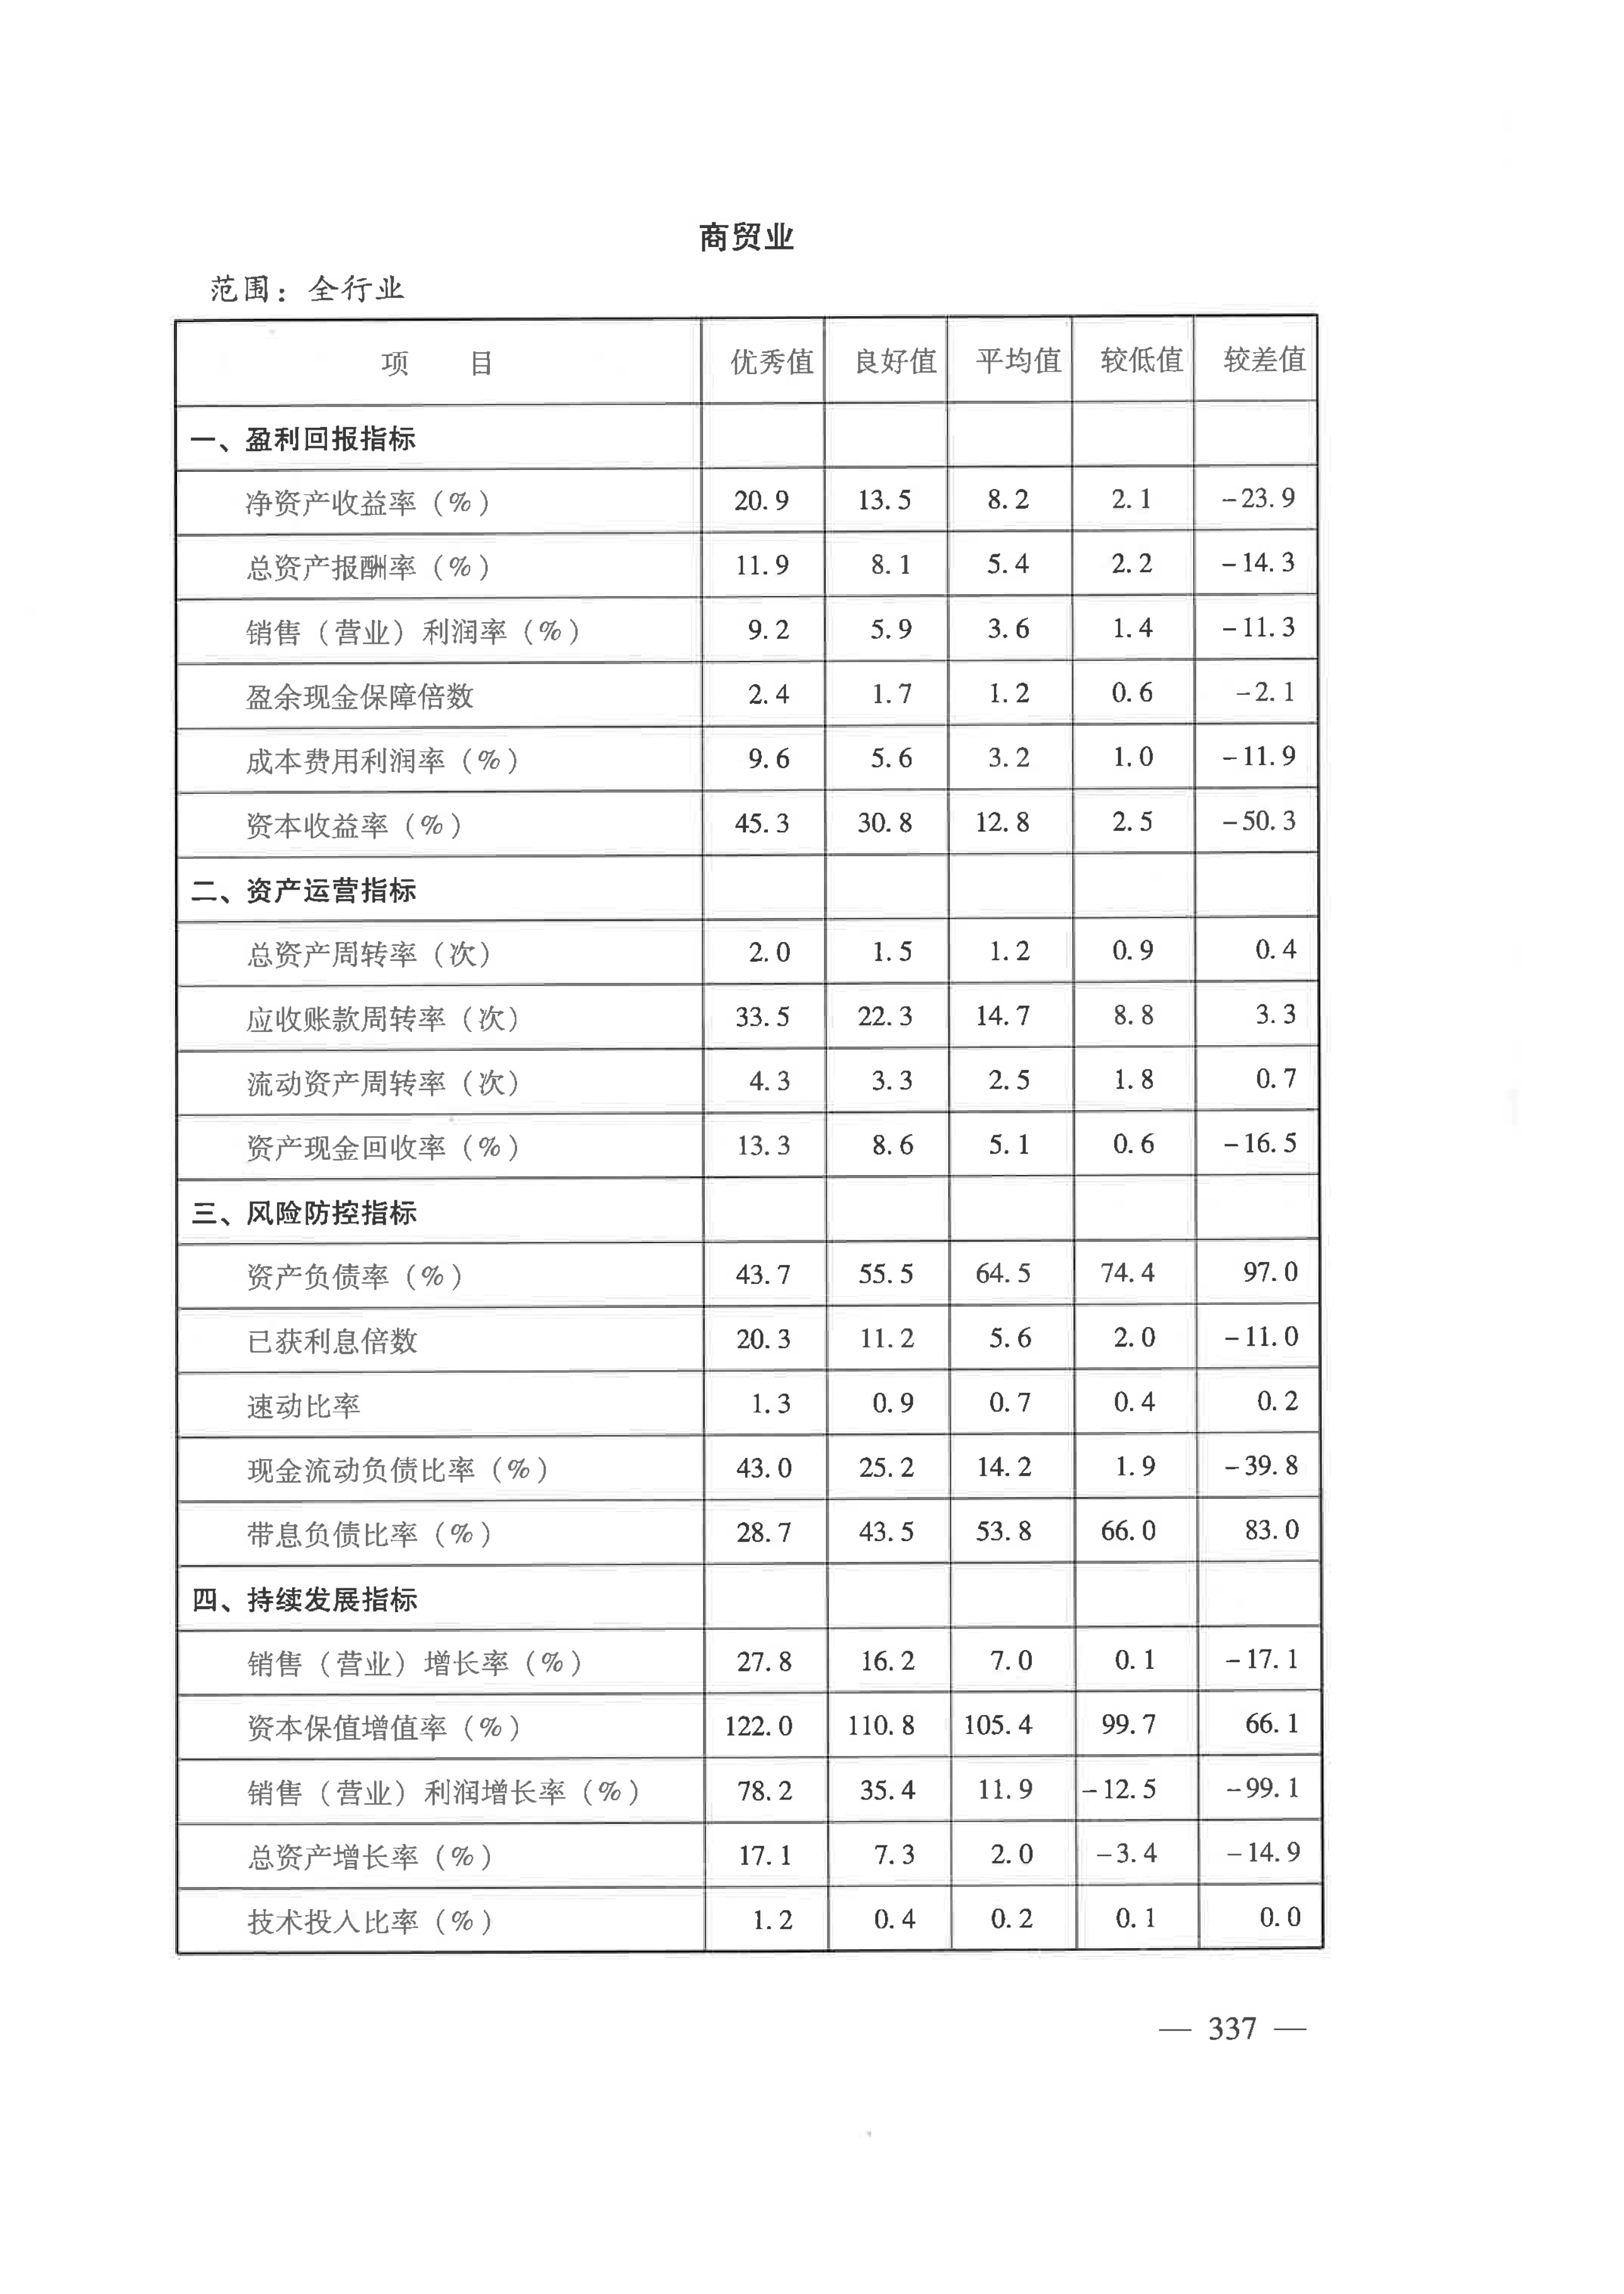 商贸业
范围：全行业
项 目 优秀值 良好值 平均值 较低值 较差值
一、盈利回报指标
净资产收益率（%） 20.9 13.5 8.2 2.1 -23.9
总资产报酬率（%） 11.9 8.1 5.4 2.2 -14.3
销售（营业）利润率（%） 9.2 5.9 3.6 1.4 -11.3
盈余现金保障倍数 2.4 1.7 1.2 0.6 -2.1
成本费用利润率（%） 9.6 5.6 3.2 1.0 -11.9
资本收益率（%） 45.3 30.8 12.8 2.5 -50.3
二、资产运营指标
总资产周转率（次） 2.0 1.5 1.2 0.9 0.4
应收账款周转率（次） 33.5 22.3 14.7 8.8 3.3
流动资产周转率（次） 4.3 3.3 2.5 1.8 0.7
资产现金回收率（%） 13.3 8.6 5.1 0.6 -16.5
三、风险防控指标
资产负债率（%） 43.7 55.5 64.5 74.4 97.0
已获利息倍数 20.3 11.2 5.6 2.0 -11.0
速动比率 1.3 0.9 0.7 0.4 0.2
现金流动负债比率（%） 43.0 25.2 14.2 1.9 -39.8
带息负债比率（%） 28.7 43.5 53.8 66.0 83.0
四、持续发展指标
销售（营业）增长率（%） 27.8 16.2 7.0 0.1 -17.1
资本保值增值率（%） 122.0 110.8 105.4 99.7 66.1
销售（营业）利润增长率（%） 78.2 35.4 11.9 -12.5 -99.1
总资产增长率（%） 17.1 7.3 2.0 -3.4 -14.9
技术投入比率（%） 1.2 0.4 0.2 0.1 0.0
— 337 —